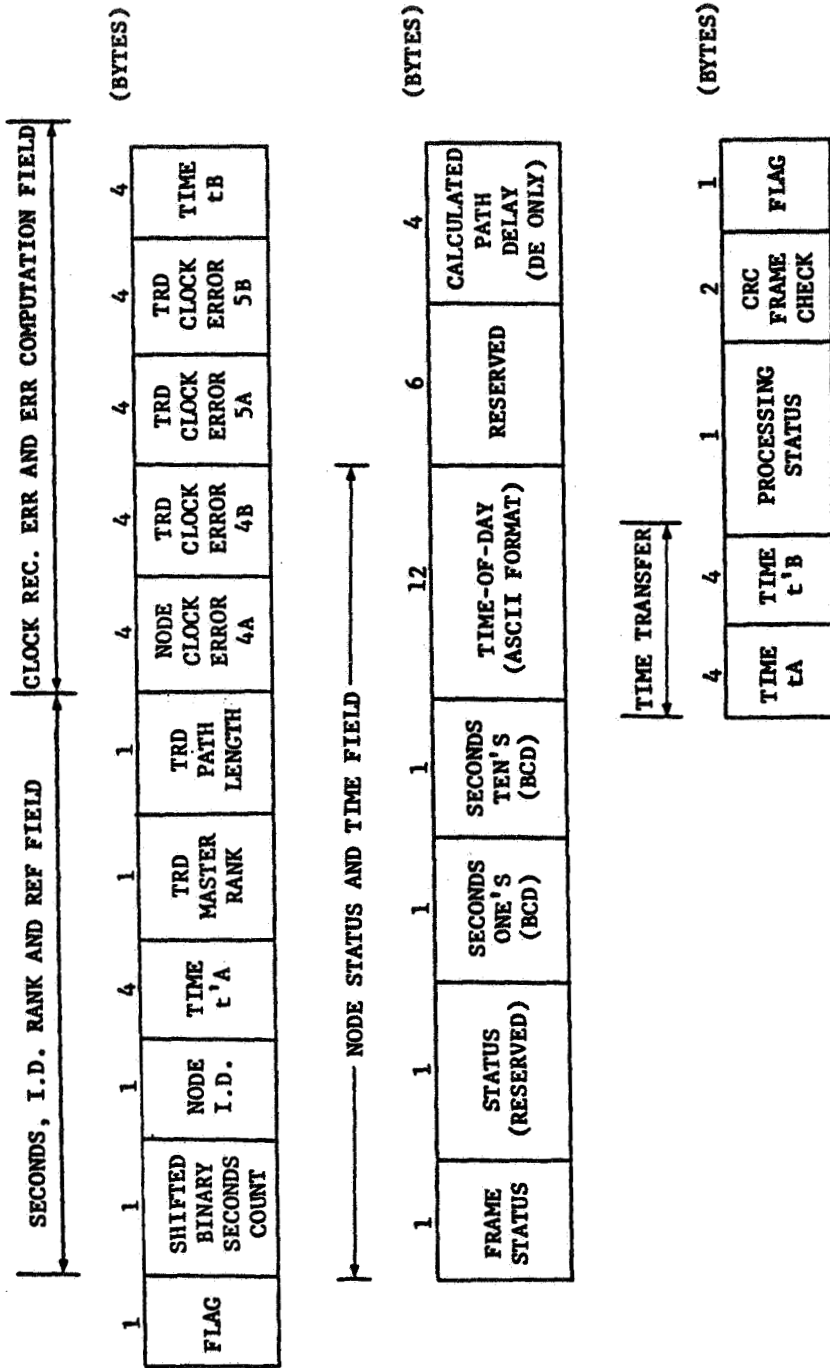 SECONDS, I.D. RANK AND REF FIELD
CLOCK REC. ERR AND ERR COMPUTATION FIELD
1
1
1
4
1
1
4
4
4
4
4
(BYTES)
FLAG
SHIFTED
BINARY
SECONDS
COUNT
NODE
I.D.
TIME
t'A
TRD
MASTER
RANK
TRD
PATH
LENGTH
NODE
CLOCK
ERROR
4A
TRD
CLOCK
ERROR
4B
TRD
CLOCK
ERROR
5A
TRD
CLOCK
ERROR
5B
TIME
tB
NODE STATUS AND TIME FIELD
1
1
1
1
12
6
4
(BYTES)
FRAME
STATUS
STATUS
(RESERVED)
SECONDS
ONE'S
(BCD)
SECONDS
TEN'S
(BCD)
TIME-OF-DAY
(ASCII FORMAT)
RESERVED
CALCULATED
PATH
DELAY
(DE ONLY)
TIME TRANSFER
4
4
1
2
1
(BYTES)
TIME
tA
TIME
t'B
PROCESSING
STATUS
CRC
FRAME
CHECK
FLAG